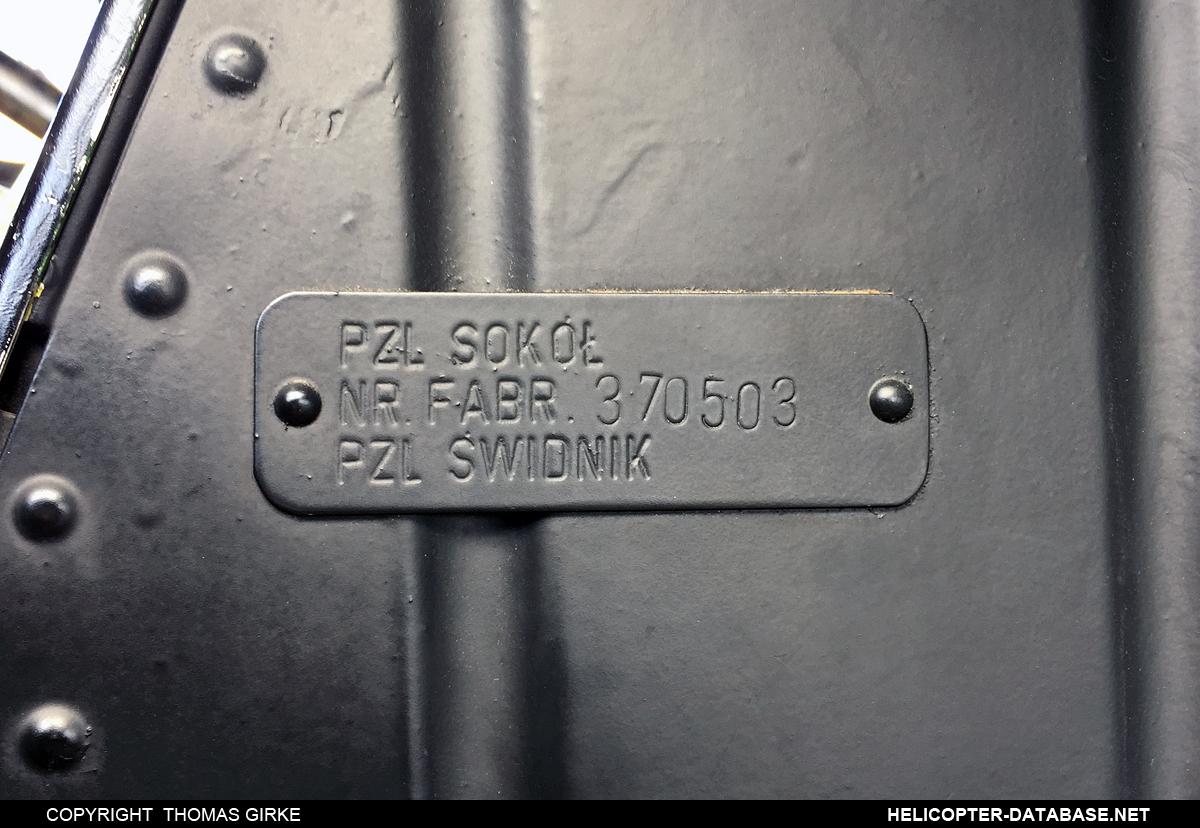 PZL SOKÓŁ
NR. FABR. 370503
PZL ŚWIDNIK
COPYRIGHT THOMAS GIRKE
HELICOPTER-DATABASE.NET